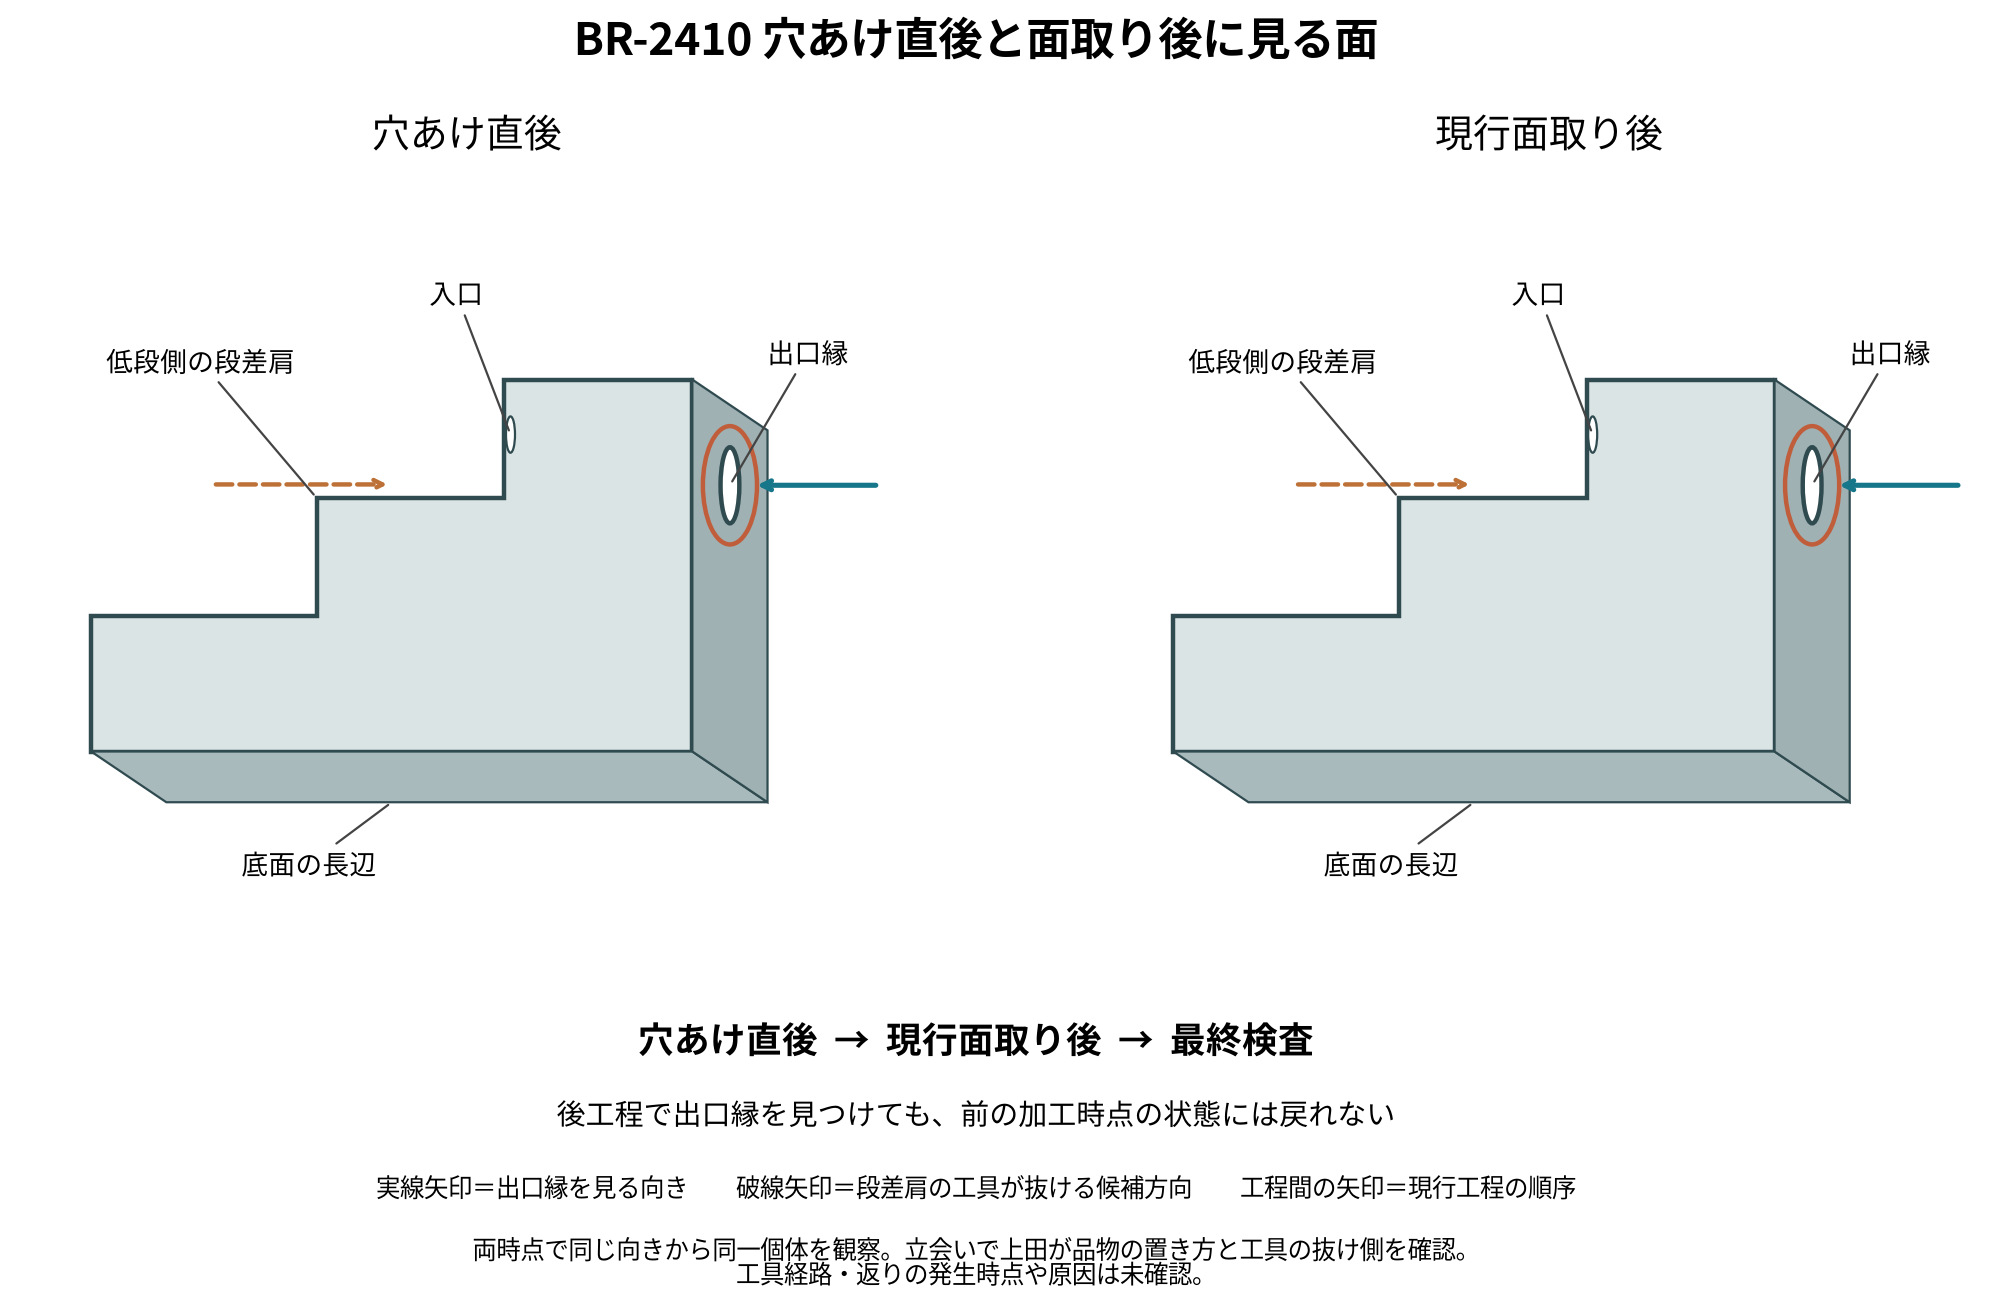 BR-2410 穴あけ直後と面取り後に見る面
穴あけ直後
現行面取り後
入口
出口縁
低段側の段差肩
底面の長辺
入口
出口縁
低段側の段差肩
底面の長辺
穴あけ直後 → 現行面取り後 → 最終検査
後工程で出口縁を見つけても、前の加工時点の状態には戻れない
実線矢印＝出口縁を見る向き　　破線矢印＝段差肩の工具が抜ける候補方向　　工程間の矢印＝現行工程の順序
両時点で同じ向きから同一個体を観察。立会いで上田が品物の置き方と工具の抜け側を確認。
工具経路・返りの発生時点や原因は未確認。